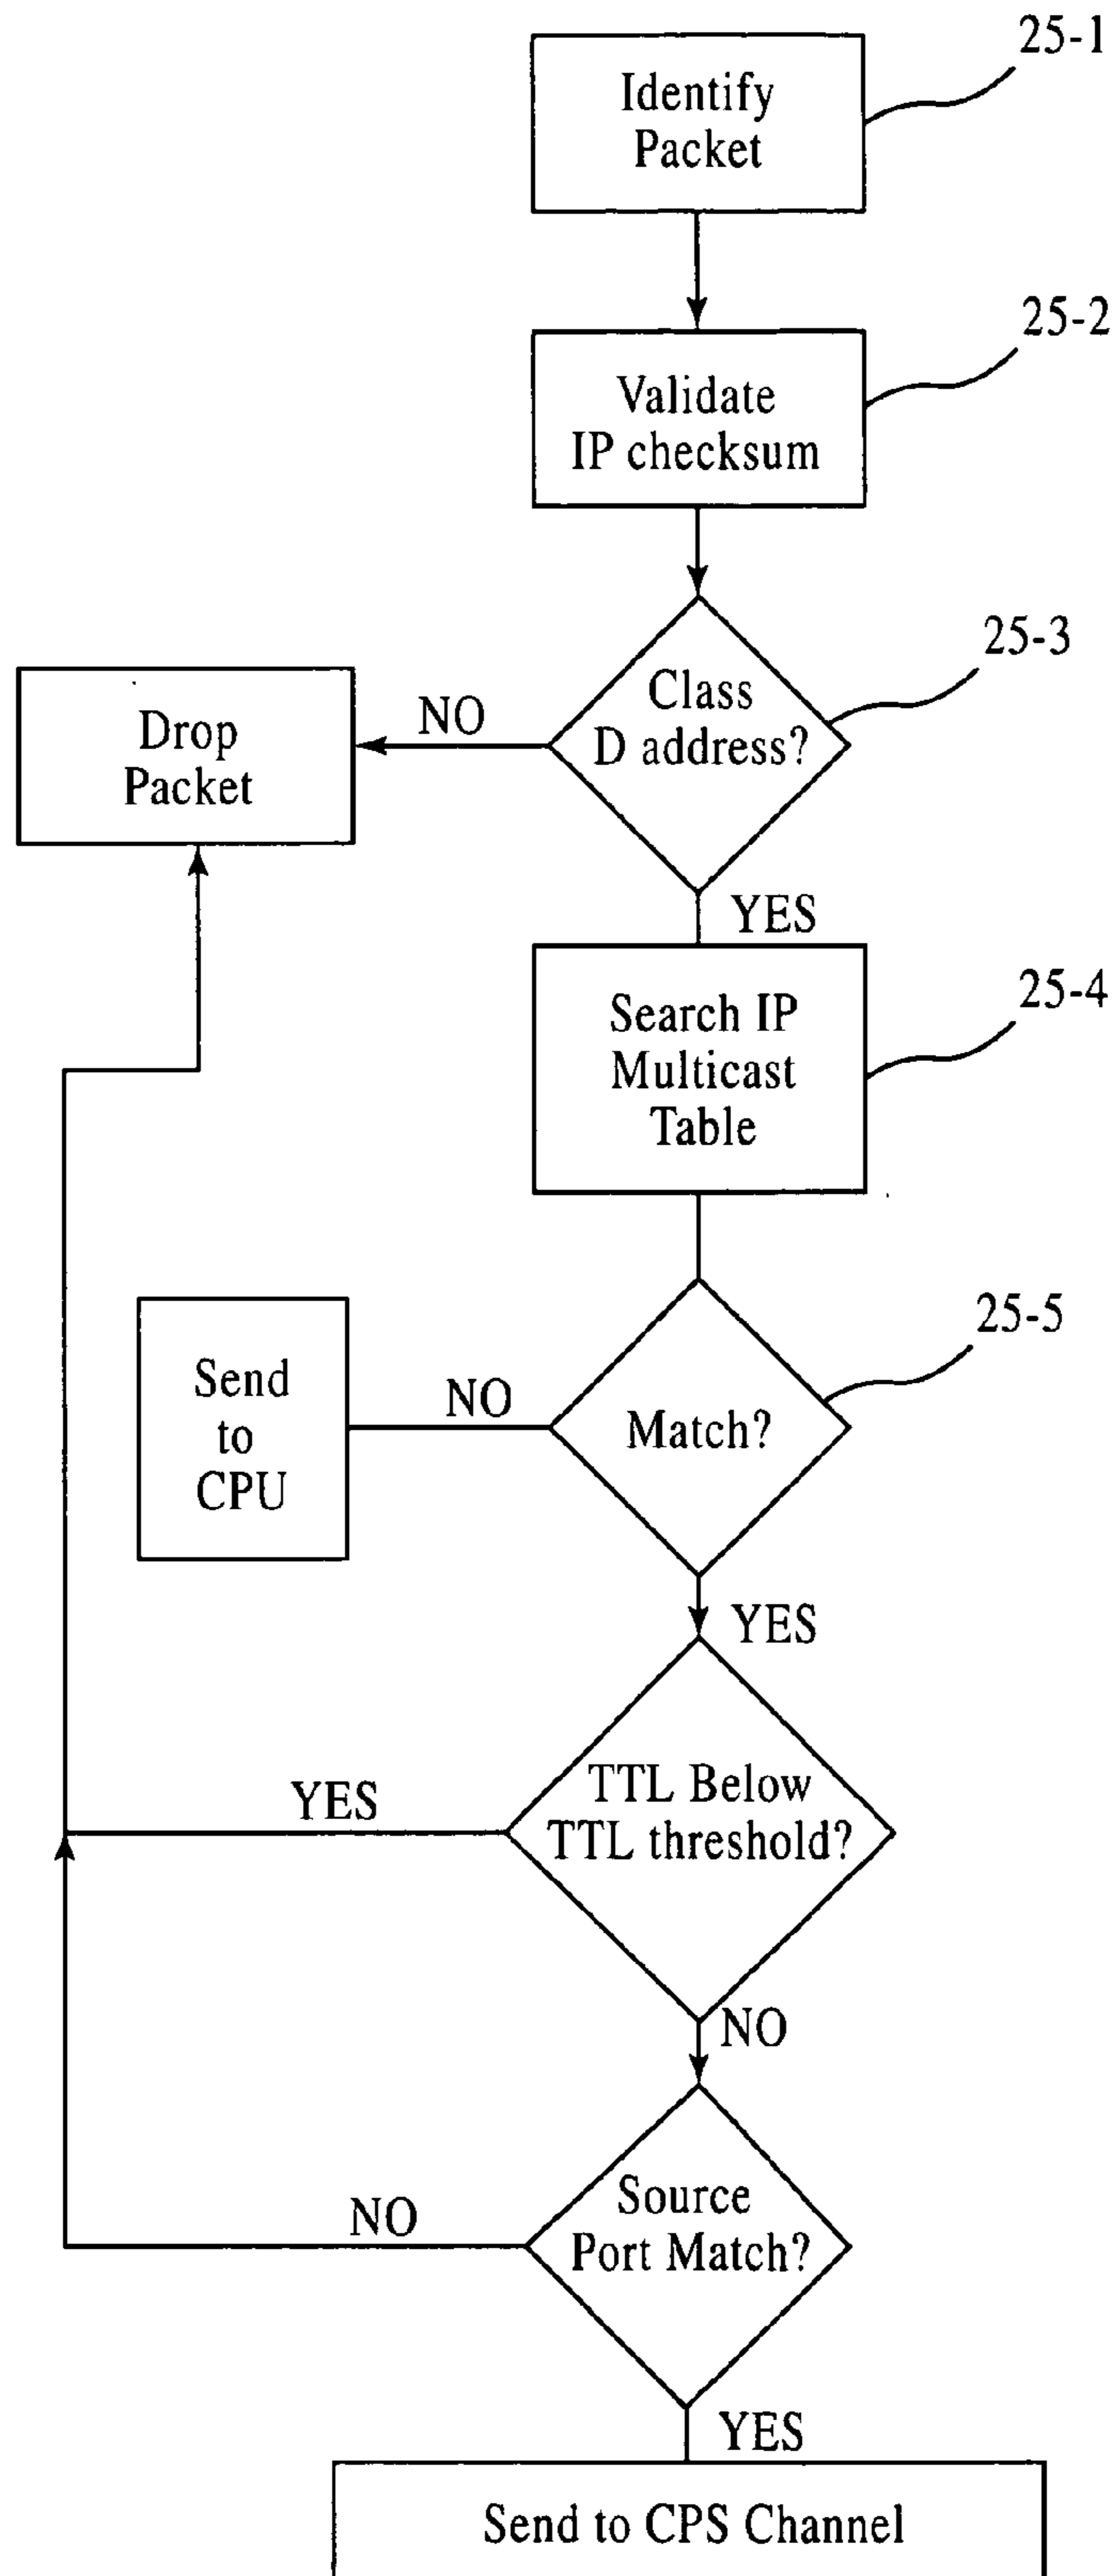 25-1
Identify
Packet
25-2
Validate
IP checksum
25-3
Class
D address?
NO
Drop
Packet
YES
25-4
Search IP
Multicast
Table
25-5
Match?
NO
Send
to
CPU
YES
TTL Below
TTL threshold?
YES
NO
Source
Port Match?
NO
YES
Send to CPS Channel